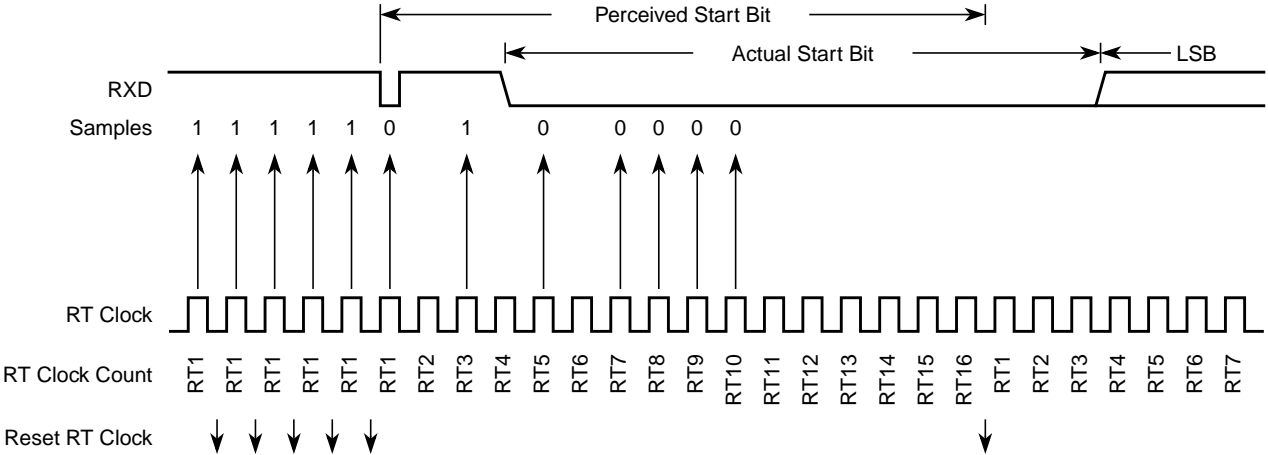 Perceived Start Bit
Actual Start Bit
LSB
RXD
Samples 1 1 1 1 1 0 1 0 0 0 0 0
RT Clock
RT Clock Count RT1 RT1 RT1 RT1 RT1 RT1 RT2 RT3 RT4 RT5 RT6 RT7 RT8 RT9 RT10 RT11 RT12 RT13 RT14 RT15 RT16 RT1 RT2 RT3 RT4 RT5 RT6 RT7
Reset RT Clock